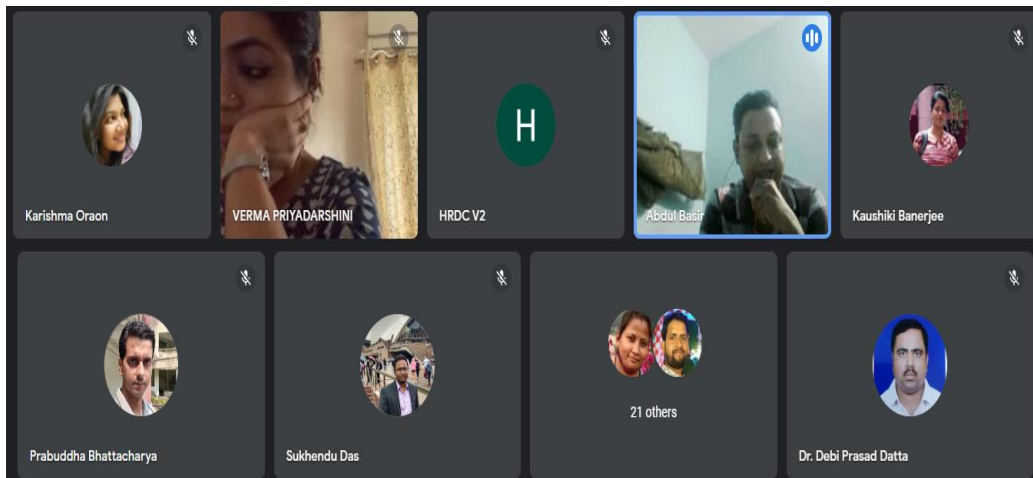 Karishma Oraon
VERMA PRIYADARSHINI
H
HRDC V2
Abdul Basir
Kaushiki Banerjee
Prabuddha Bhattacharya
Sukhendu Das
21 others
Dr. Debi Prasad Datta